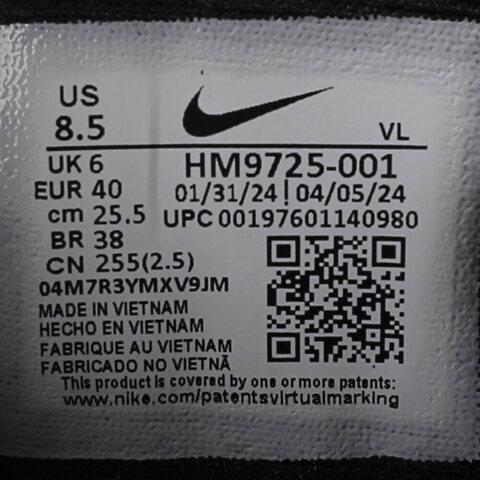 US
8.5
VL
UK 6
HM9725-001
EUR 40
01/31/24 | 04/05/24
cm 25.5
UPC 00197601140980
BR 38
CN 255(2.5)
04M7R3YMXV9JM
MADE IN VIETNAM
HECHO EN VIETNAM
FABRIQUE AU VIETNAM
FABRICADO NO VIETNÃ
This product is covered by one or more patents. See
www.nike.com/patentsvirtualmarking